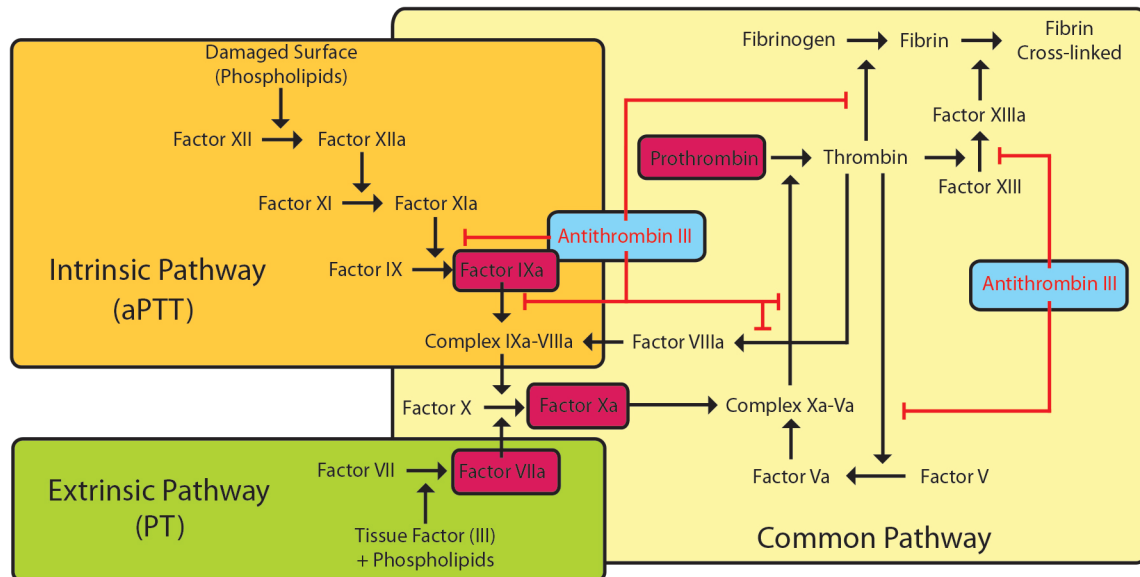 Damaged Surface
(Phospholipids)
Factor XII
Factor XIIa
Factor XI
Factor XIa
Factor IX
Factor IXa
Intrinsic Pathway
(aPTT)
Complex IXa-VIIIa
Factor VIIIa
Antithrombin III
Fibrinogen
Fibrin
Fibrin
Cross-linked
Factor XIIIa
Prothrombin
Thrombin
Factor XIII
Antithrombin III
Factor X
Factor Xa
Complex Xa-Va
Factor Va
Factor V
Common Pathway
Factor VII
Factor VIIa
Extrinsic Pathway
(PT)
Tissue Factor (III)
+ Phospholipids